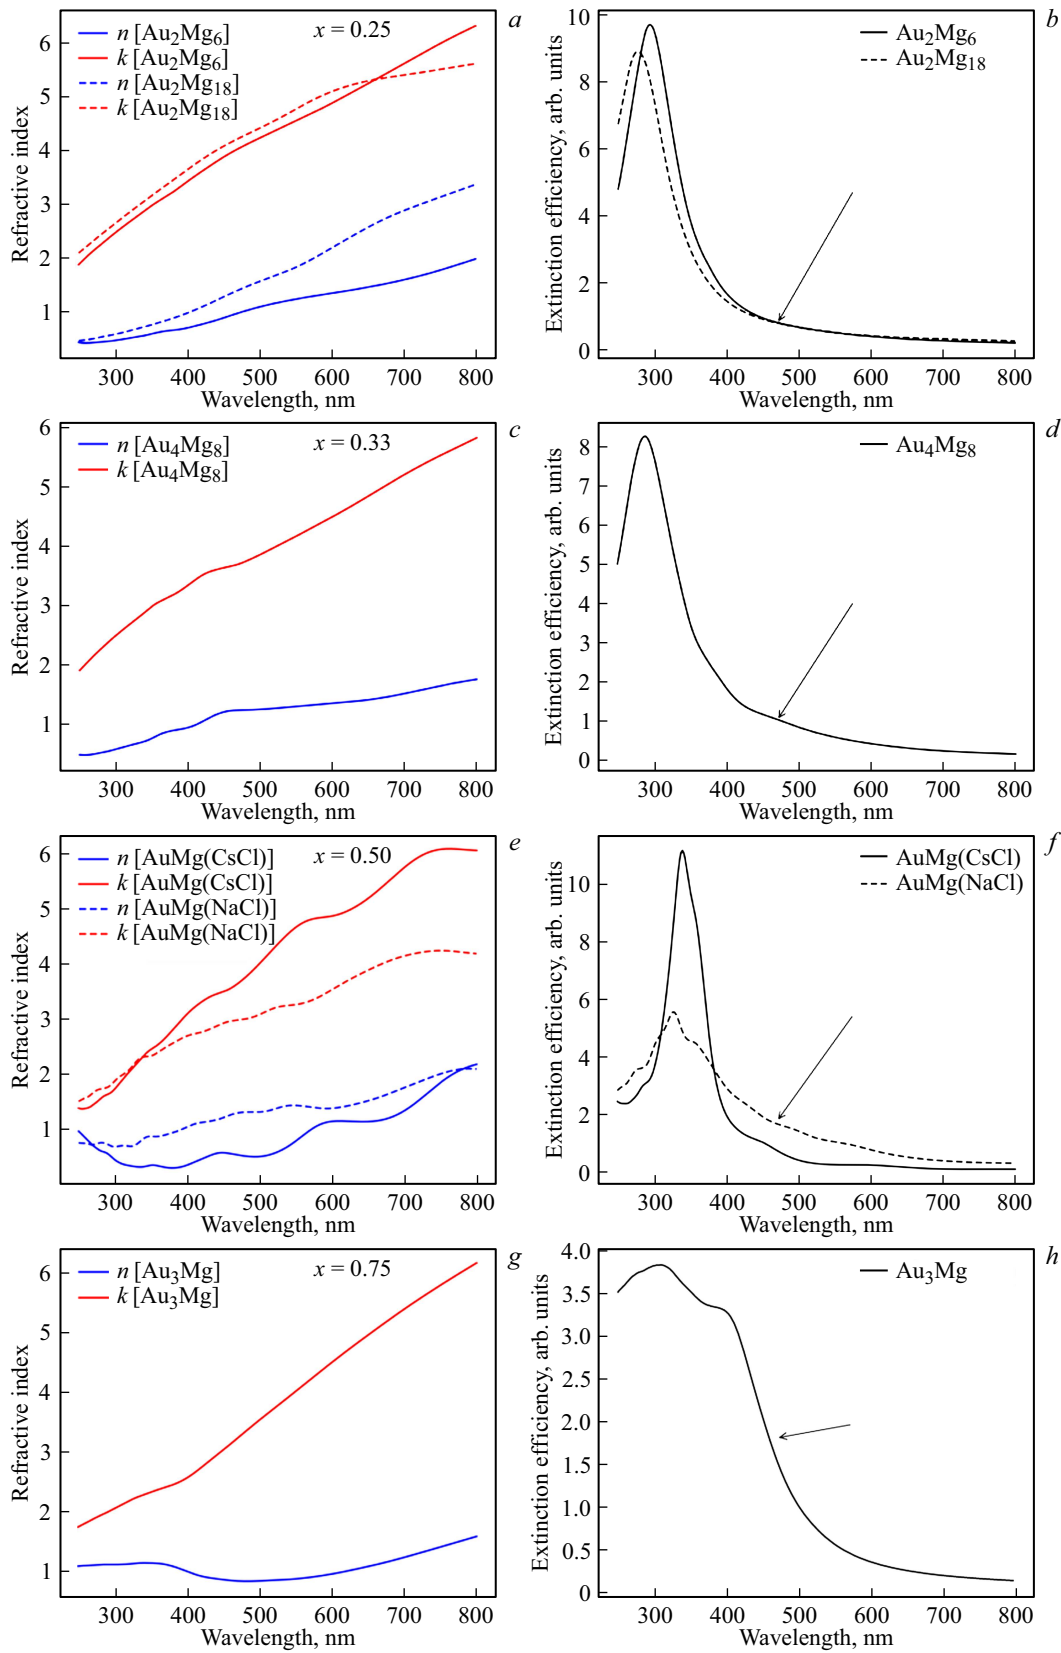 a
n [Au2Mg6]
k [Au2Mg6]
n [Au2Mg18]
k [Au2Mg18]
x = 0.25
Refractive index
6
5
4
3
2
1
300 400 500 600 700 800
Wavelength, nm
b
Au2Mg6
Au2Mg18
Extinction efficiency, arb. units
10
8
6
4
2
0
300 400 500 600 700 800
Wavelength, nm
c
n [Au4Mg8]
k [Au4Mg8]
x = 0.33
Refractive index
6
5
4
3
2
1
300 400 500 600 700 800
Wavelength, nm
d
Au4Mg8
Extinction efficiency, arb. units
8
7
6
5
4
3
2
1
0
300 400 500 600 700 800
Wavelength, nm
e
n [AuMg(CsCl)]
k [AuMg(CsCl)]
n [AuMg(NaCl)]
k [AuMg(NaCl)]
x = 0.50
Refractive index
6
5
4
3
2
1
300 400 500 600 700 800
Wavelength, nm
f
AuMg(CsCl)
AuMg(NaCl)
Extinction efficiency, arb. units
10
8
6
4
2
0
300 400 500 600 700 800
Wavelength, nm
g
n [Au3Mg]
k [Au3Mg]
x = 0.75
Refractive index
6
5
4
3
2
1
300 400 500 600 700 800
Wavelength, nm
h
Au3Mg
Extinction efficiency, arb. units
4.0
3.5
3.0
2.5
2.0
1.5
1.0
0.5
0
300 400 500 600 700 800
Wavelength, nm